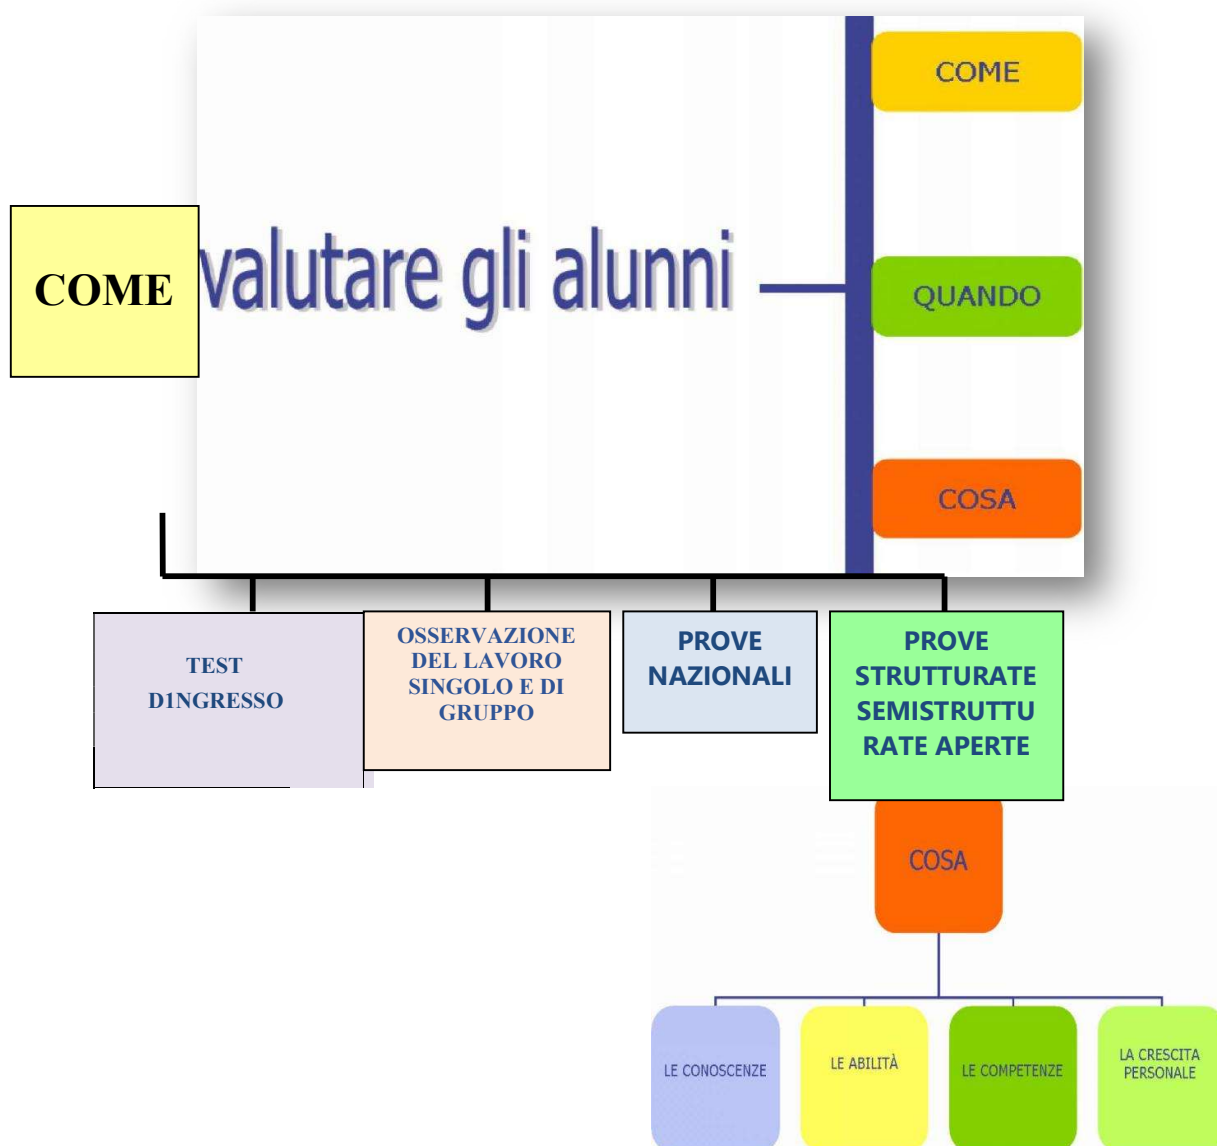 COME
COME
valutare gli alunni
QUANDO
COSA
TEST
D1NGRESSO
OSSERVAZIONE
DEL LAVORO
SINGOLO E DI
GRUPPO
PROVE
NAZIONALI
PROVE
STRUTTURATE
SEMISTRUTTU
RATE APERTE
COSA
LE CONOSCENZE
LE ABILITÀ
LE COMPETENZE
LA CRESCITA
PERSONALE